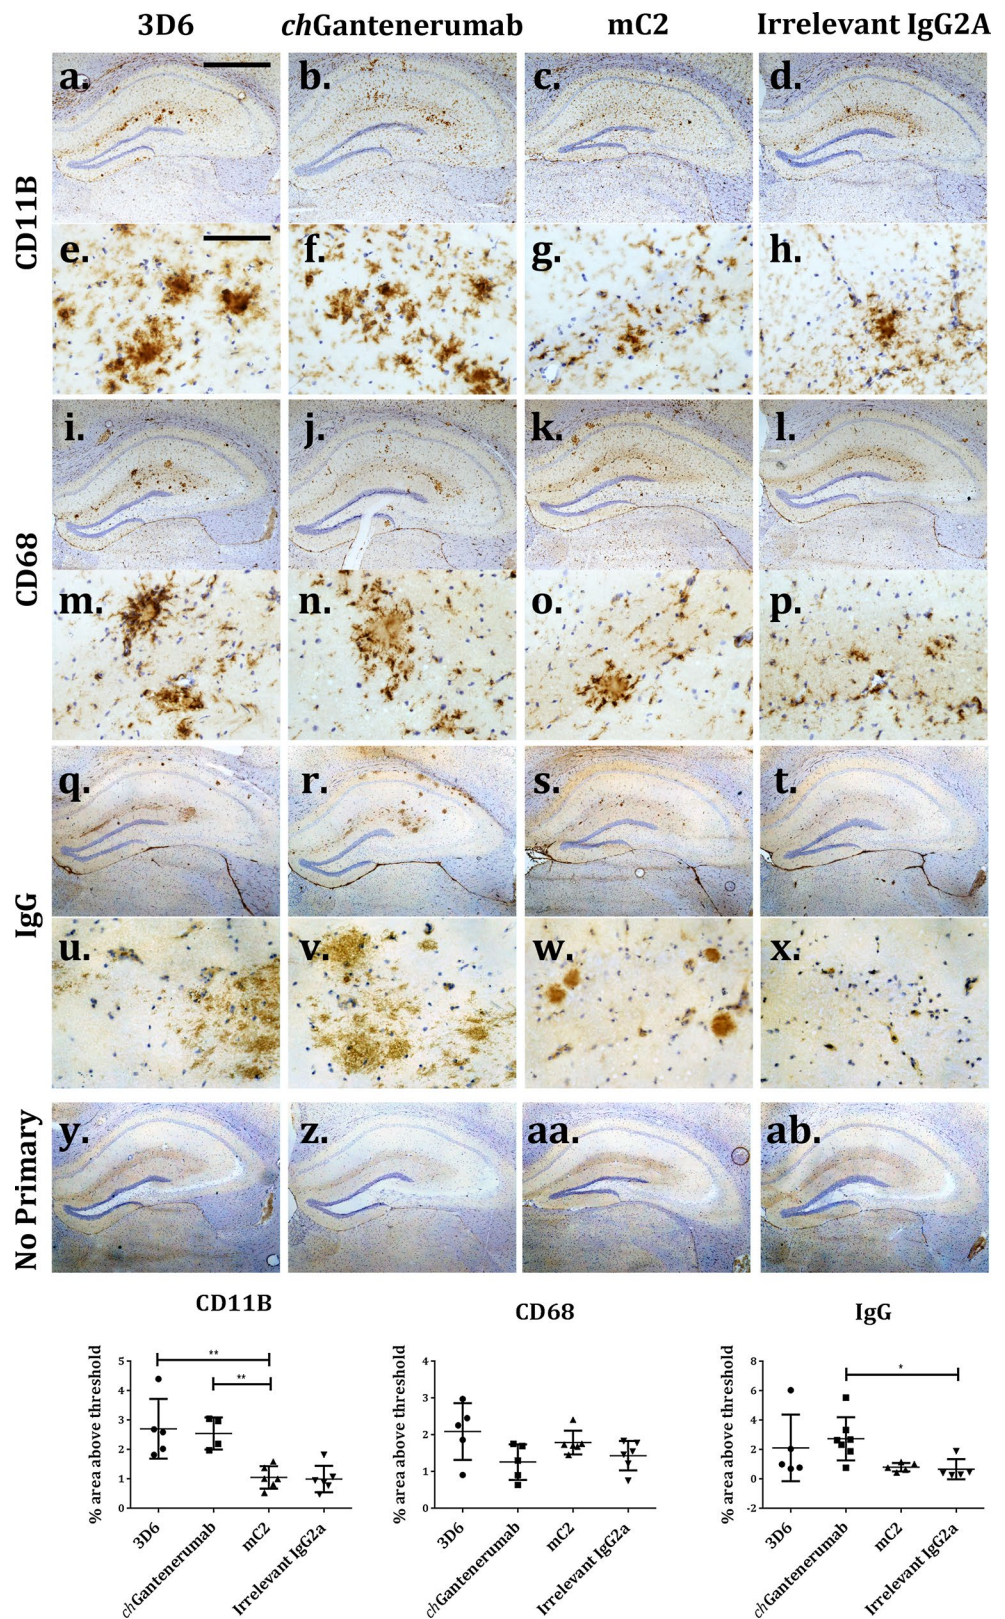 3D6 chGantenerumab mC2 Irrelevant IgG2A
CD11B
a. b. c. d.
e. f. g. h.
CD68
i. j. k. l.
m. n. o. p.
IgG
q. r. s. t.
u. v. w. x.
No Primary
y. z. aa. ab.
CD11B
% area above threshold
5
4
3
2
1
0
**
**
3D6
chGantenerumab
mC2
Irrelevant IgG2a
CD68
% area above threshold
4
3
2
1
0
3D6
chGantenerumab
mC2
Irrelevant IgG2a
IgG
% area above threshold
8
6
4
2
0
-2
*
3D6
chGantenerumab
mC2
Irrelevant IgG2a